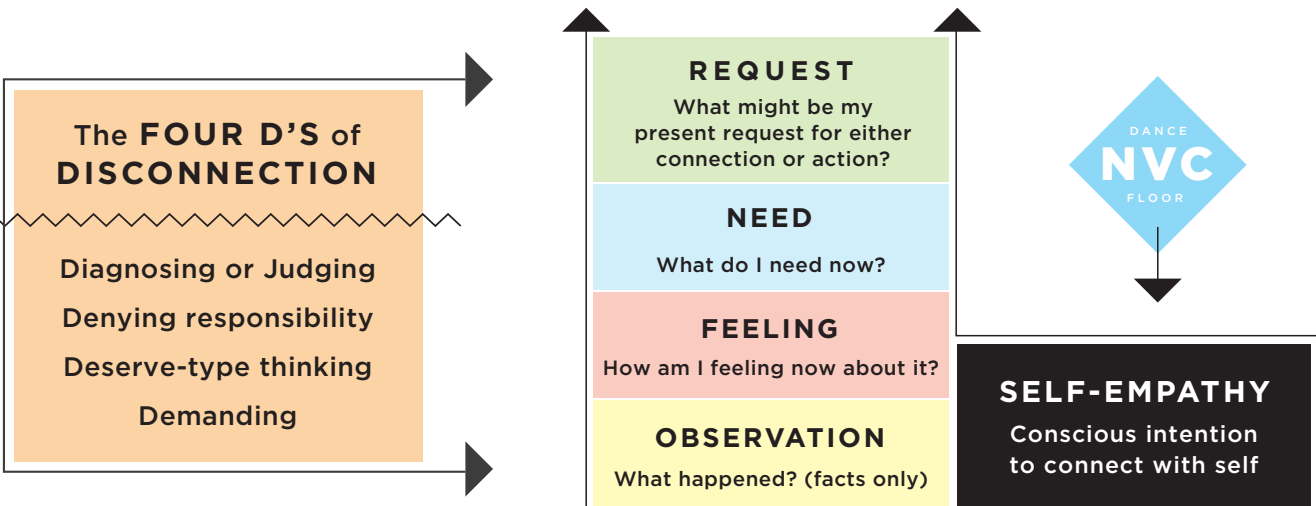 The FOUR D'S of
DISCONNECTION
Diagnosing or Judging
Denying responsibility
Deserve-type thinking
Demanding
REQUEST
What might be my
present request for either
connection or action?
NEED
What do I need now?
FEELING
How am I feeling now about it?
OBSERVATION
What happened? (facts only)
DANCE
NVC
FLOOR
SELF-EMPATHY
Conscious intention
to connect with self